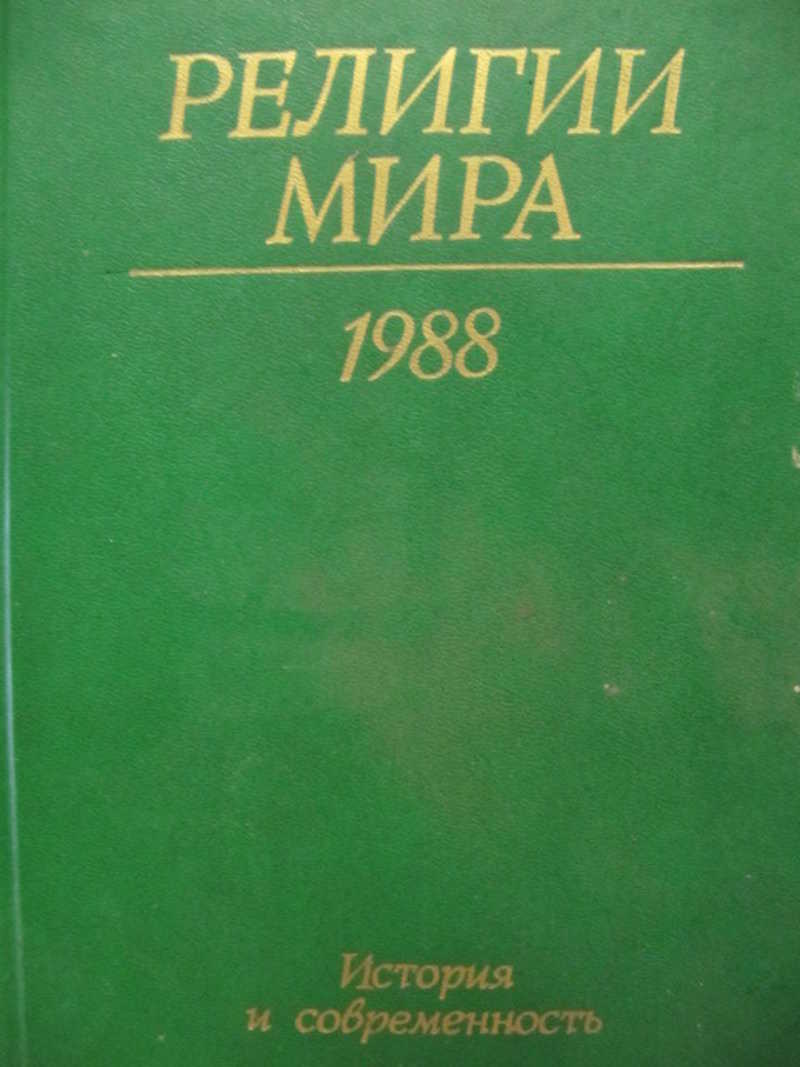 РЕЛИГИИ
МИРА
1988
История
и современность